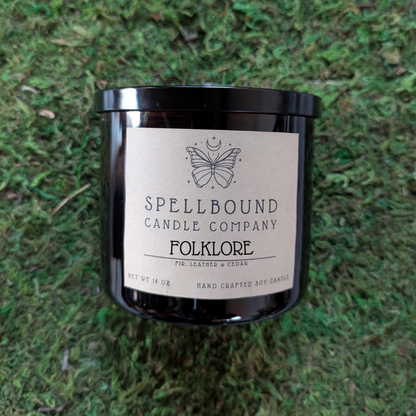 SPELLBOUND
CANDLE COMPANY
FOLKLORE
FIR, LEATHER & CEDAR
NET WT 18 OZ HAND CRAFTED SOY CANDLE